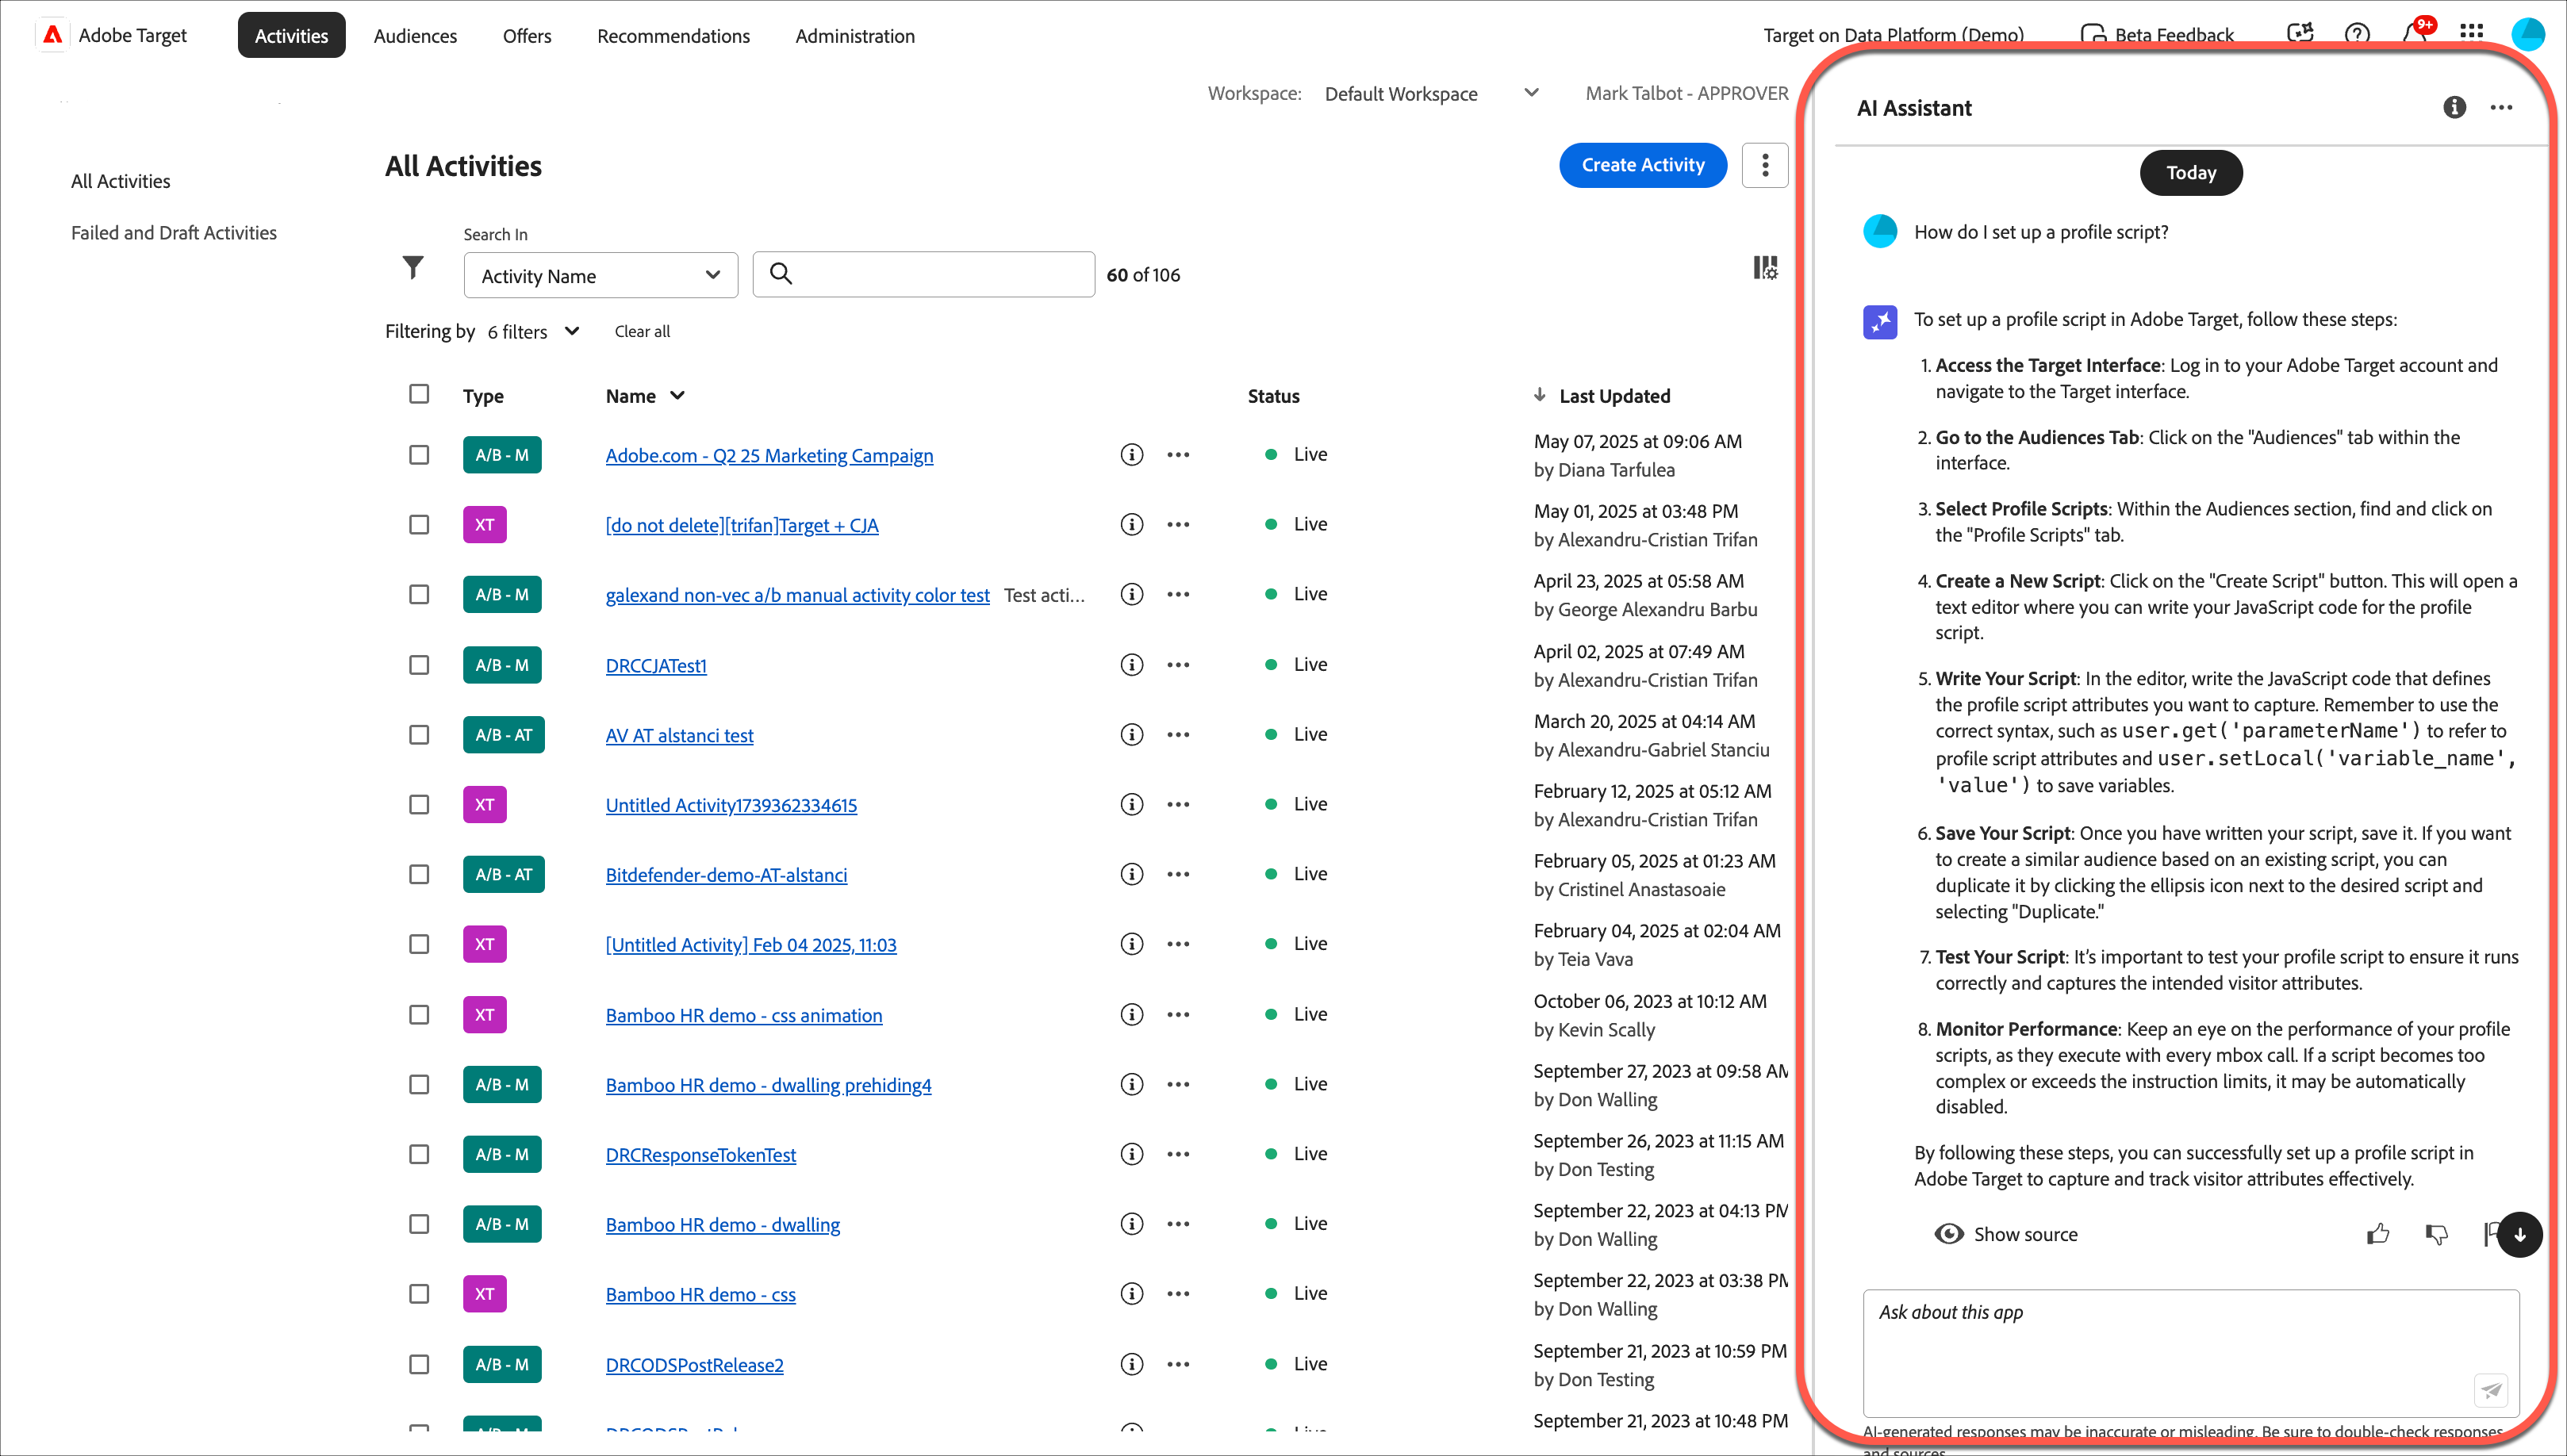 Adobe Target
Activities
Audiences
Offers
Recommendations
Administration
Target on Data Platform (Demo)
Beta Feedback
9+
Workspace:
Default Workspace
Mark Talbot - APPROVER
All Activities
Failed and Draft Activities
All Activities
Create Activity
Search In
Activity Name
60 of 106
Filtering by 6 filters
Clear all
Type Name Status Last Updated
A/B - M Adobe.com - Q2 25 Marketing Campaign Live May 07, 2025 at 09:06 AM
by Diana Tarfulea
XT [do not delete][trifan]Target + CJA Live May 01, 2025 at 03:48 PM
by Alexandru-Cristian Trifan
A/B - M galexand non-vec a/b manual activity color test Test acti... Live April 23, 2025 at 05:58 AM
by George Alexandru Barbu
A/B - M DRCCJATest1 Live April 02, 2025 at 07:49 AM
by Alexandru-Cristian Trifan
A/B - AT AV AT alstanci test Live March 20, 2025 at 04:14 AM
by Alexandru-Gabriel Stanciu
XT Untitled Activity1739362334615 Live February 12, 2025 at 05:12 AM
by Alexandru-Cristian Trifan
A/B - AT Bitdefender-demo-AT-alstanci Live February 05, 2025 at 01:23 AM
by Cristinel Anastasoaie
XT [Untitled Activity] Feb 04 2025, 11:03 Live February 04, 2025 at 02:04 AM
by Teia Vava
XT Bamboo HR demo - css animation Live October 06, 2023 at 10:12 AM
by Kevin Scally
A/B - M Bamboo HR demo - dwalling prehiding4 Live September 27, 2023 at 09:58 AM
by Don Walling
A/B - M DRCResponseTokenTest Live September 26, 2023 at 11:15 AM
by Don Testing
A/B - M Bamboo HR demo - dwalling Live September 22, 2023 at 04:13 PM
by Don Walling
XT Bamboo HR demo - css Live September 22, 2023 at 03:38 PM
by Don Walling
A/B - M DRCODSPostRelease2 Live September 21, 2023 at 10:59 PM
by Don Testing
September 21, 2023 at 10:48 PM
AI Assistant
Today
How do I set up a profile script?
To set up a profile script in Adobe Target, follow these steps:
1. Access the Target Interface: Log in to your Adobe Target account and
navigate to the Target interface.
2. Go to the Audiences Tab: Click on the "Audiences" tab within the
interface.
3. Select Profile Scripts: Within the Audiences section, find and click on
the "Profile Scripts" tab.
4. Create a New Script: Click on the "Create Script" button. This will open a
text editor where you can write your JavaScript code for the profile
script.
5. Write Your Script: In the editor, write the JavaScript code that defines
the profile script attributes you want to capture. Remember to use the
correct syntax, such as user.get('parameterName') to refer to
profile script attributes and user.setLocal('variable_name',
'value') to save variables.
6. Save Your Script: Once you have written your script, save it. If you want
to create a similar audience based on an existing script, you can
duplicate it by clicking the ellipsis icon next to the desired script and
selecting "Duplicate."
7. Test Your Script: It's important to test your profile script to ensure it runs
correctly and captures the intended visitor attributes.
8. Monitor Performance: Keep an eye on the performance of your profile
scripts, as they execute with every mbox call. If a script becomes too
complex or exceeds the instruction limits, it may be automatically
disabled.
By following these steps, you can successfully set up a profile script in
Adobe Target to capture and track visitor attributes effectively.
Show source
Ask about this app
AI-generated responses may be inaccurate or misleading. Be sure to double-check responses
and sources.